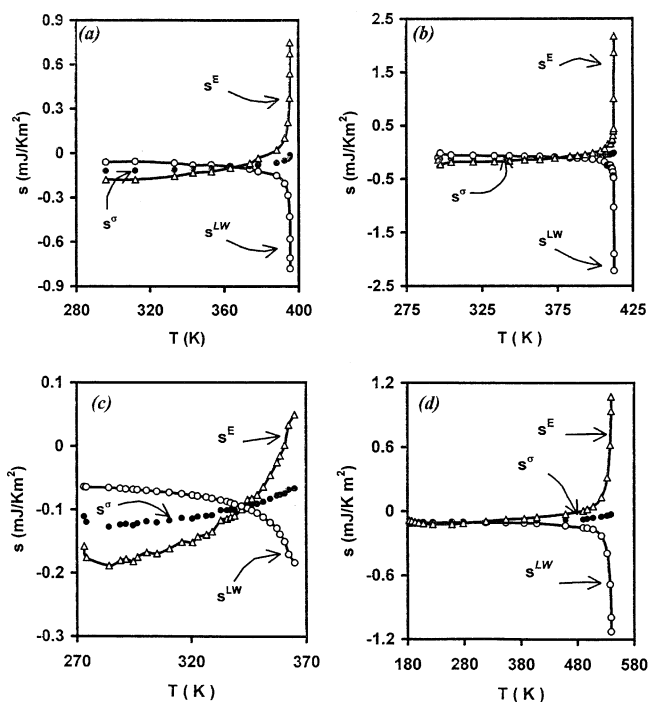 (a)
0.9
0.6
0.3
0
-0.3
-0.6
-0.9
s (mJ/Km²)
s^E
s^σ
s^LW
280 320 360 400
T (K)
(b)
2.5
1.5
0.5
-0.5
-1.5
-2.5
s (mJ/Km²)
s^E
s^σ
s^LW
275 325 375 425
T ( K )
(c)
0.1
0
-0.1
-0.2
-0.3
s (mJ/Km²)
s^E
s^σ
s^LW
270 320 370
T ( K )
(d)
1.2
0.6
0
-0.6
-1.2
s (mJ/K m²)
s^E
s^σ
s^LW
180 280 380 480 580
T ( K )